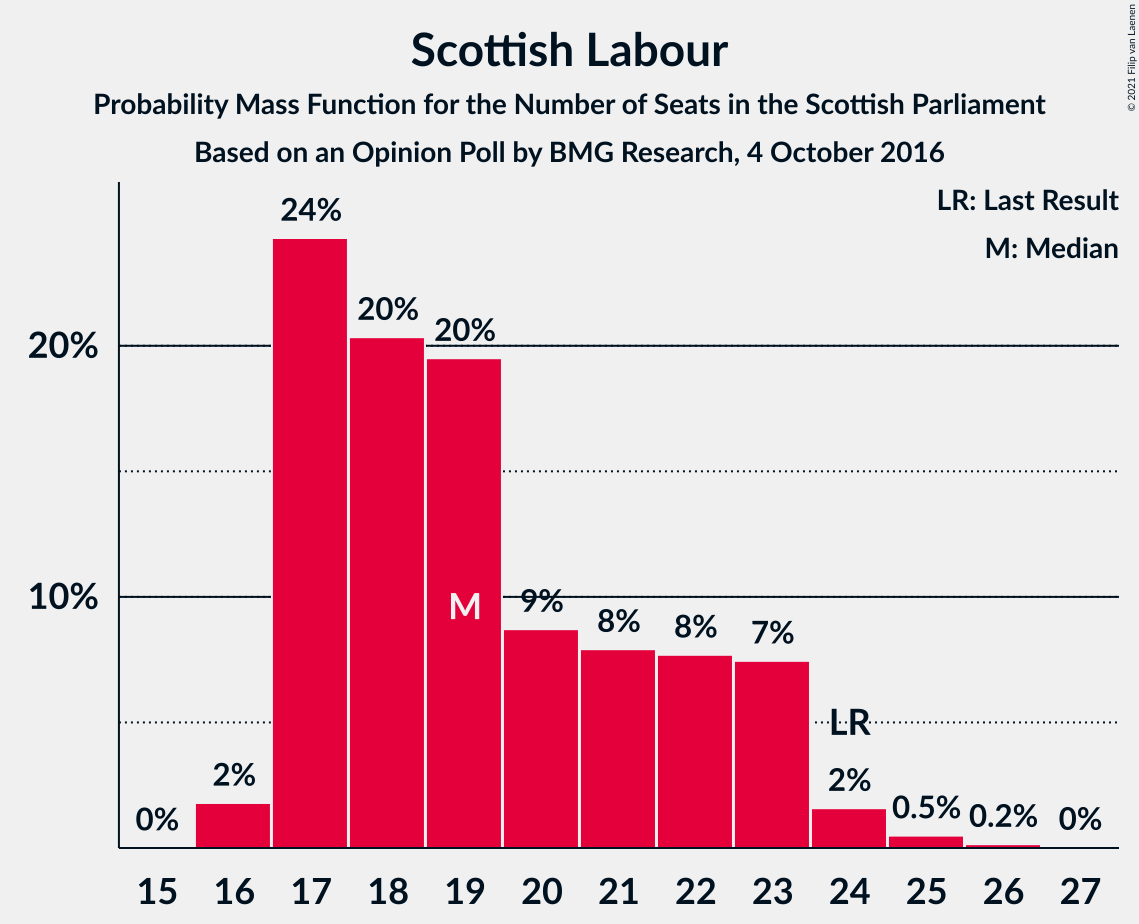 Scottish Labour
Probability Mass Function for the Number of Seats in the Scottish Parliament
Based on an Opinion Poll by BMG Research, 4 October 2016
© 2021 Filip van Laenen
LR: Last Result
M: Median
24%
20%
20%
20%
10%
M
9%
8%
8%
7%
LR
2%
2%
0%
0.5%
0.2%
0%
15 16 17 18 19 20 21 22 23 24 25 26 27